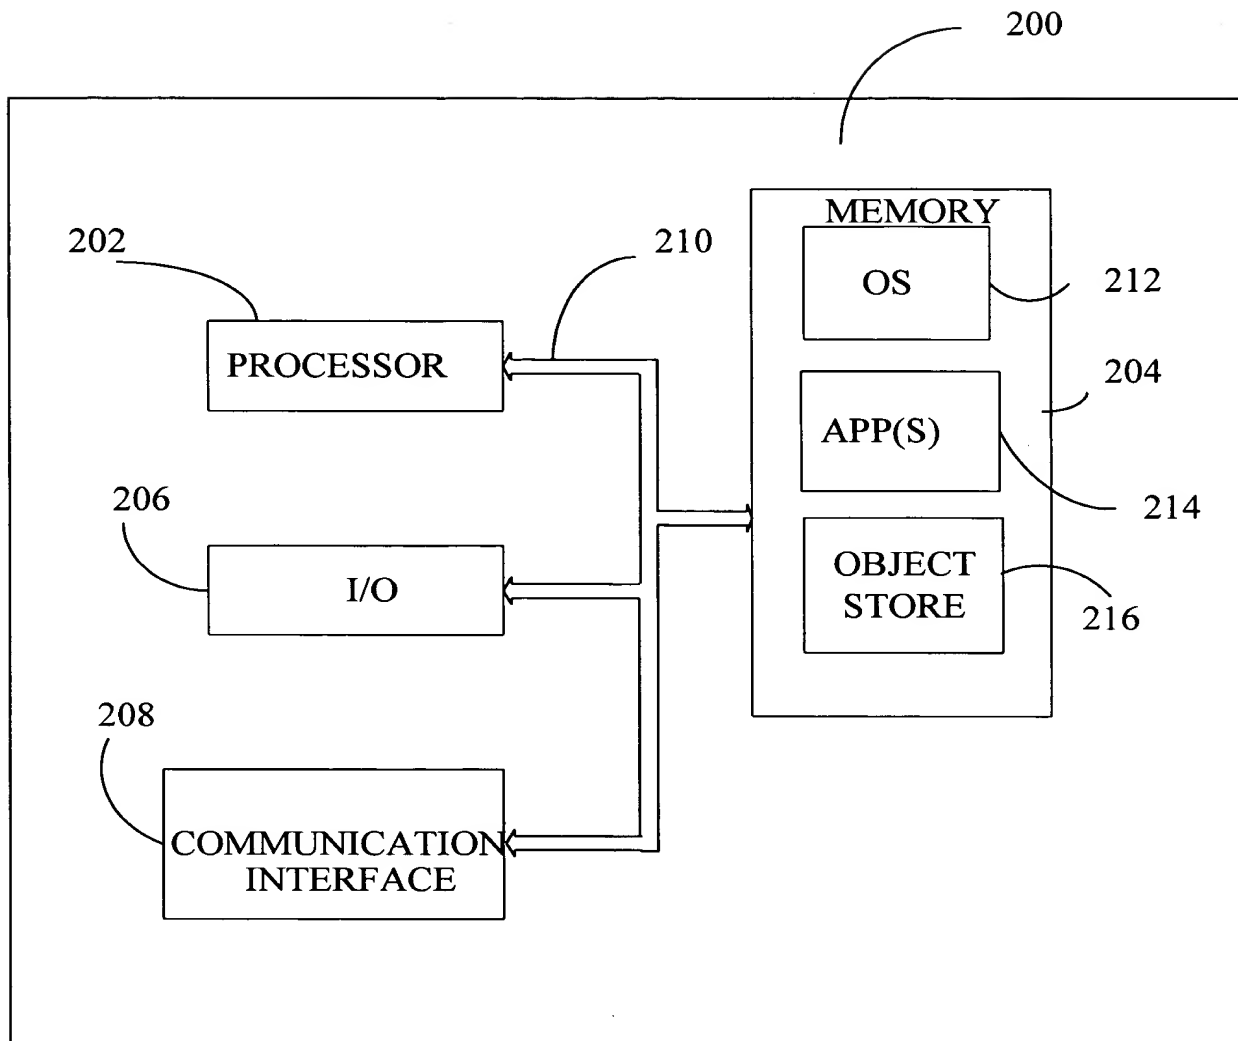 200
MEMORY
202
210
OS
212
PROCESSOR
204
APP(S)
206
214
I/O
OBJECT
STORE
216
208
COMMUNICATION
INTERFACE